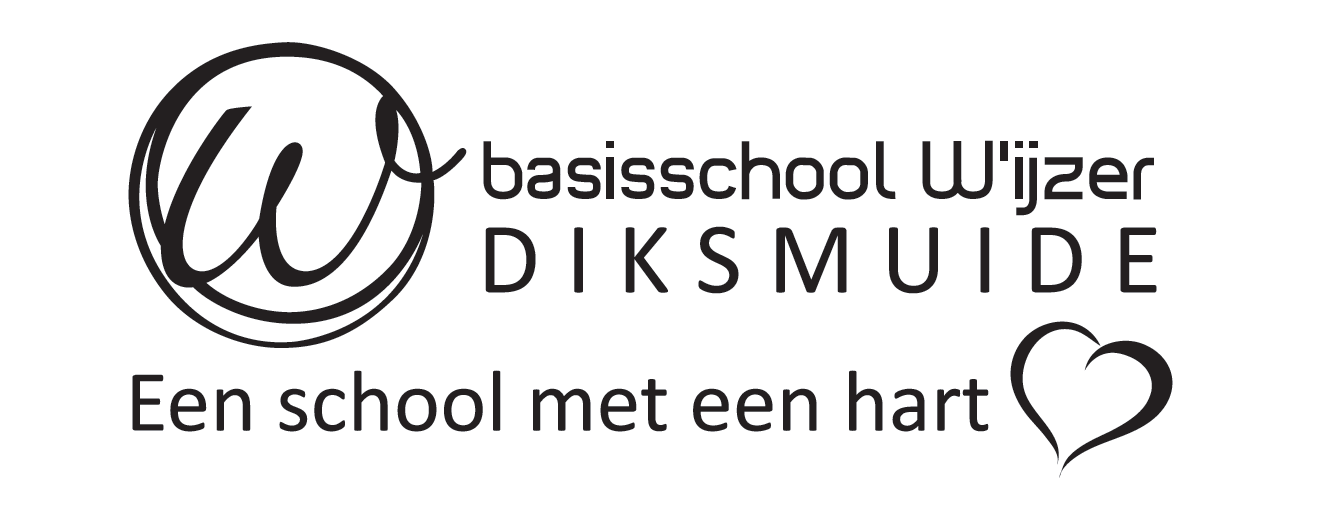 W
basisschool W'ijzer
DIKSMUIDE
Een school met een hart